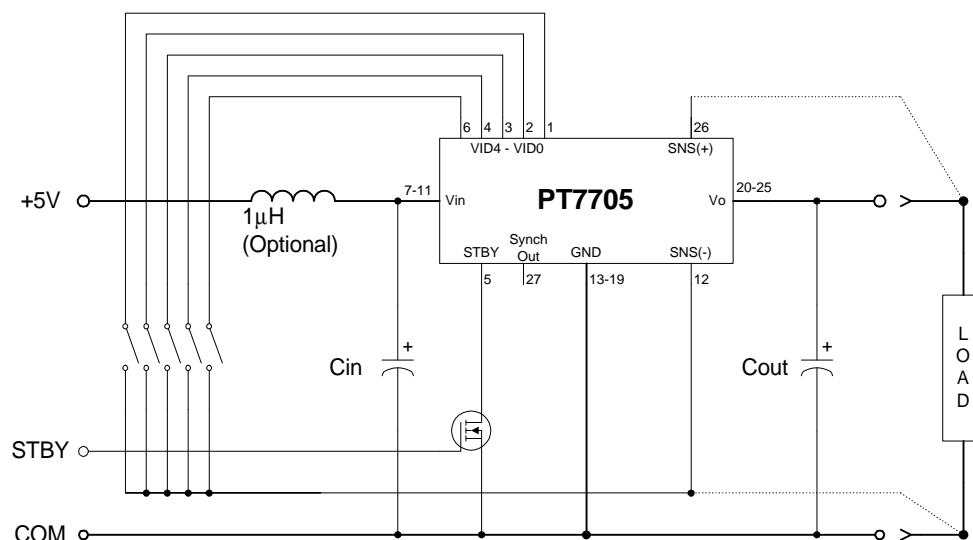 6 4 3 2 1
26
VID4 - VID0
SNS(+)
+5V
1μH
(Optional)
7-11
Vin
PT7705
Vo
20-25
STBY
Synch
Out
GND
SNS(-)
5
27
13-19
12
+
Cin
+
Cout
L
O
A
D
STBY
COM